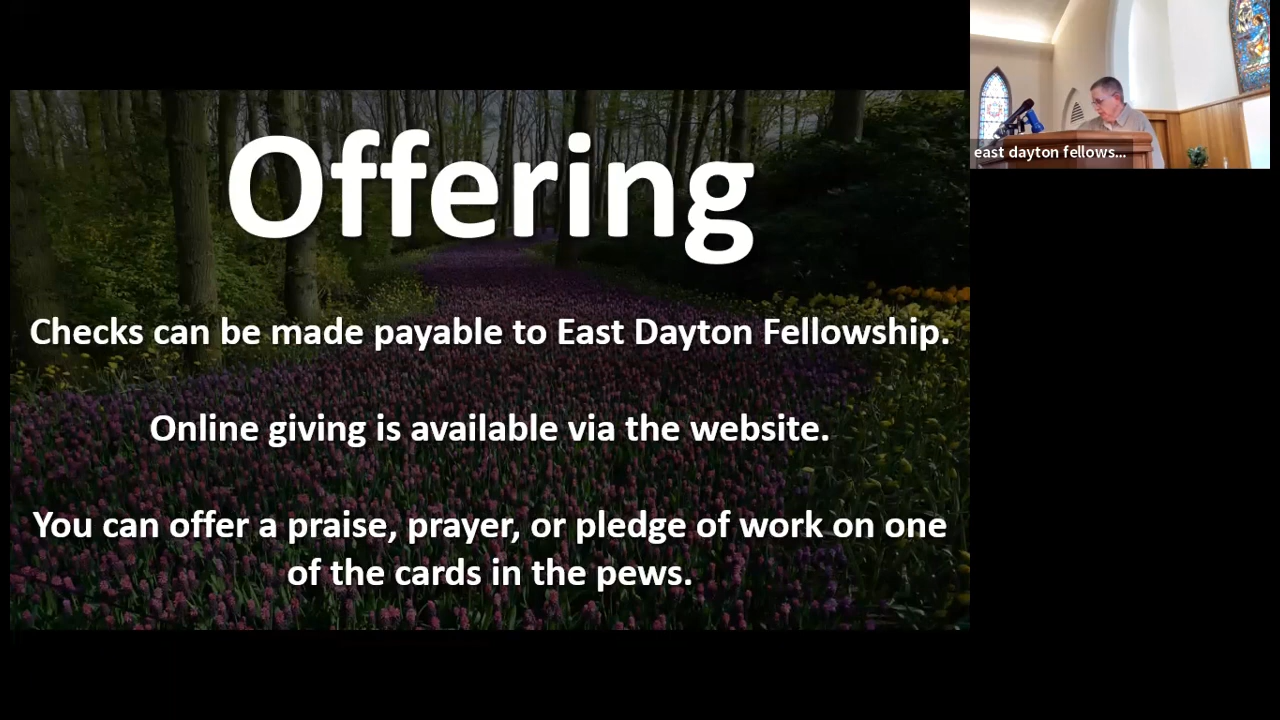 Offering
Checks can be made payable to East Dayton Fellowship.
Online giving is available via the website.
You can offer a praise, prayer, or pledge of work on one
of the cards in the pews.
east dayton fellows...